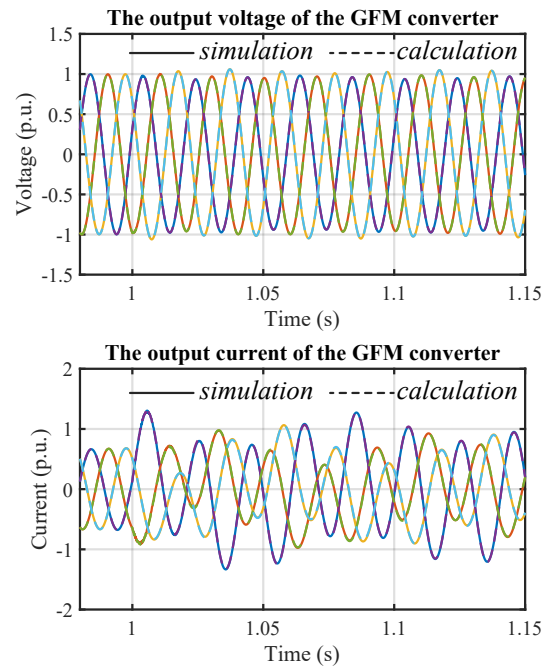 The output voltage of the GFM converter
simulation calculation
1.5
1
0.5
0
-0.5
-1
-1.5
Voltage (p.u.)
1 1.05 1.1 1.15
Time (s)
The output current of the GFM converter
simulation calculation
2
1
0
-1
-2
Current (p.u.)
1 1.05 1.1 1.15
Time (s)